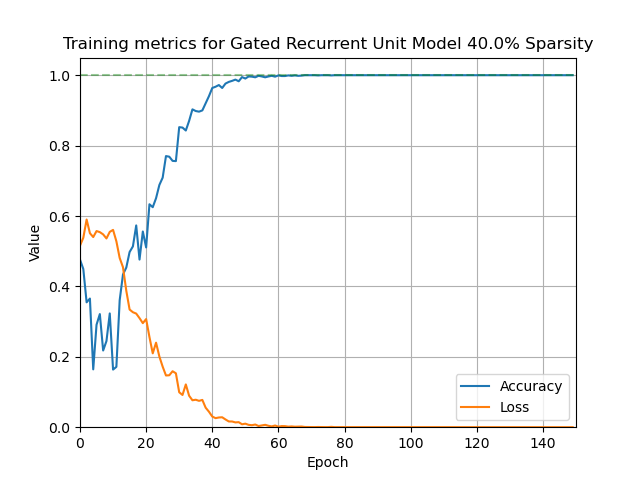 Training metrics for Gated Recurrent Unit Model 40.0% Sparsity
1.0
0.8
0.6
0.4
0.2
0.0
Value
0 20 40 60 80 100 120 140
Epoch
Accuracy
Loss